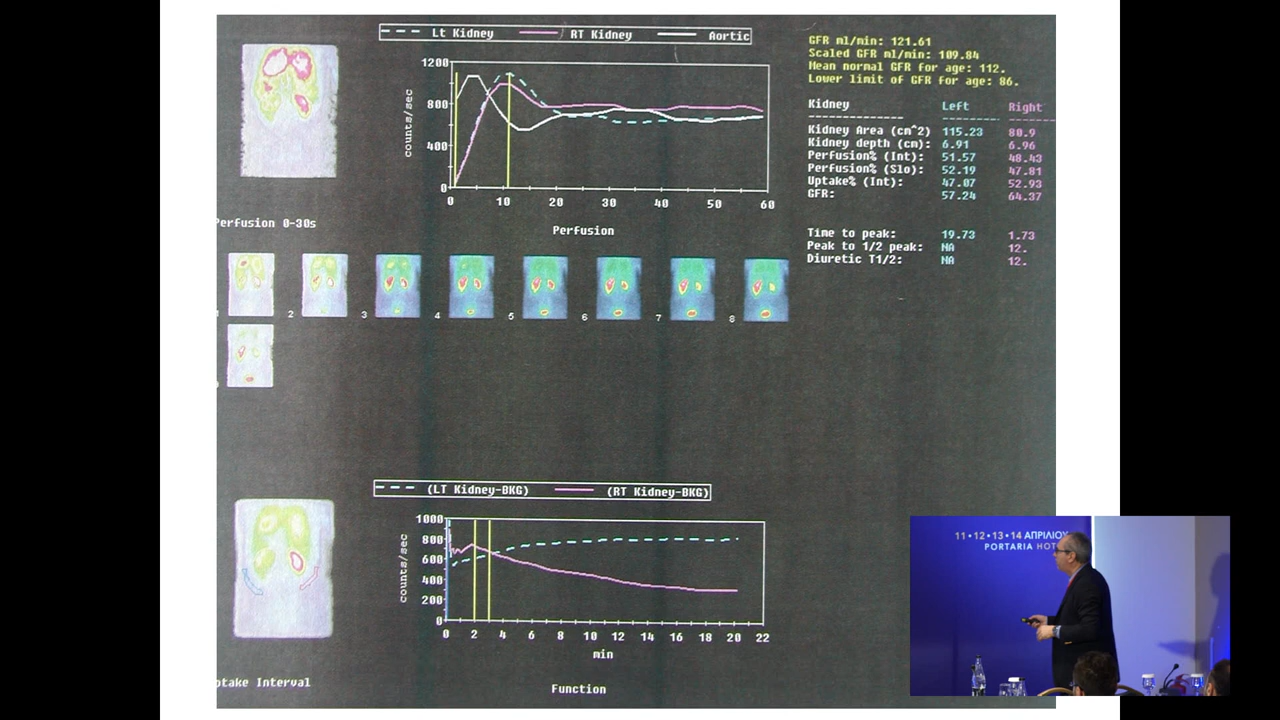 Lt Kidney RT Kidney Aortic
1200
800
400
0
counts/sec
0 10 20 30 40 50 60
Perfusion
Perfusion 0-30s
GFR ml/min: 121.61
Scaled GFR ml/min: 109.84
Mean normal GFR for age: 112.
Lower limit of GFR for age: 86.
Kidney Left Right
Kidney Area (cm^2) 115.23 80.9
Kidney depth (cm): 6.91 6.96
Perfusion% (Int): 51.57 48.43
Perfusion% (Slo): 52.19 47.81
Uptake% (Int): 47.07 52.93
GFR: 57.24 64.37
Time to peak: 19.73 1.73
Peak to 1/2 peak: NA 12.
Diuretic T1/2: NA 12.
1 2 3 4 5 6 7 8
(LT Kidney-BKG) (RT Kidney-BKG)
1000
800
600
400
200
0
counts/sec
0 2 4 6 8 10 12 14 16 18 20 22
min
Function
ptake Interval
11•12•13•14 ΑΠΡΙΛΙΟΥ
PORTARIA HOT